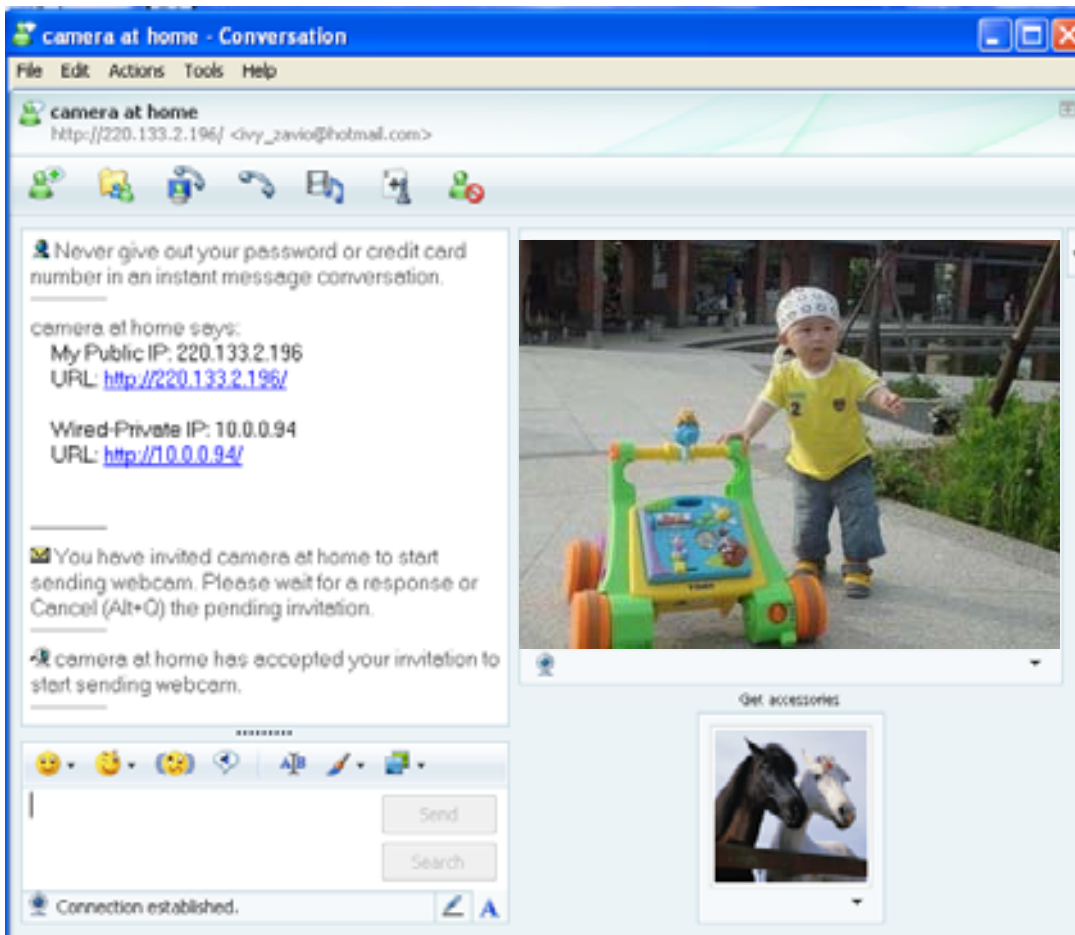 camera at home - Conversation
File Edit Actions Tools Help
camera at home
http://220.133.2.196/ <ivy_zavio@hotmail.com>
Never give out your password or credit card
number in an instant message conversation.
camera at home says:
My Public IP: 220.133.2.196
URL: http://220.133.2.196/
Wired-Private IP: 10.0.0.94
URL: http://10.0.0.94/
You have invited camera at home to start
sending webcam. Please wait for a response or
Cancel (Alt+Q) the pending invitation.
camera at home has accepted your invitation to
start sending webcam.
2
Get accessories
Send
Search
Connection established.